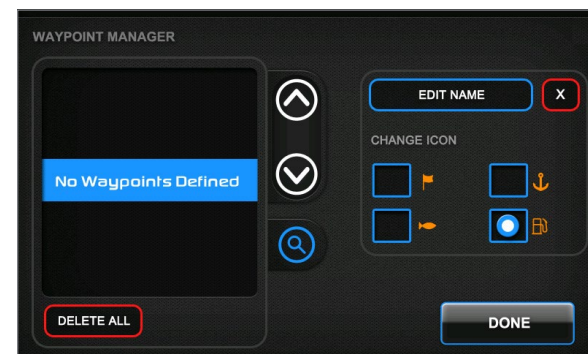 WAYPOINT MANAGER
No Waypoints Defined
DELETE ALL
EDIT NAME
X
CHANGE ICON
DONE